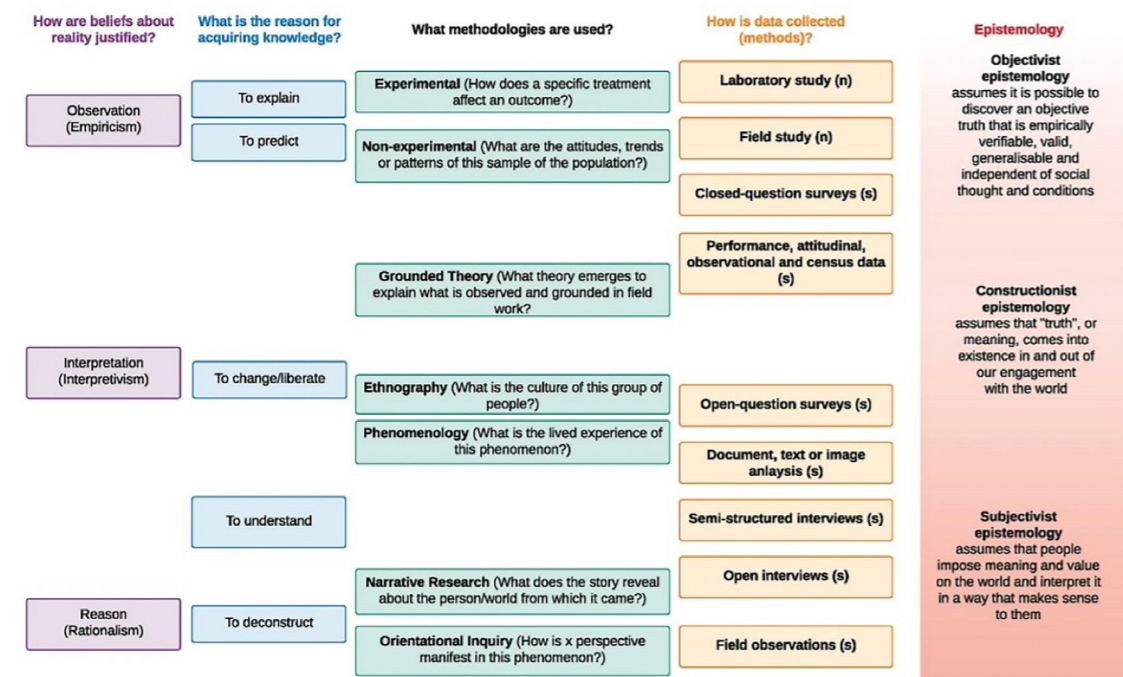 How are beliefs about
reality justified?
What is the reason for
acquiring knowledge?
What methodologies are used?
How is data collected
(methods)?
Epistemology
Observation
(Empiricism)
Interpretation
(Interpretivism)
Reason
(Rationalism)
To explain
To predict
To change/liberate
To understand
To deconstruct
Experimental (How does a specific treatment
affect an outcome?)
Non-experimental (What are the attitudes, trends
or patterns of this sample of the population?)
Grounded Theory (What theory emerges to
explain what is observed and grounded in field
work?
Ethnography (What is the culture of this group of
people?)
Phenomenology (What is the lived experience of
this phenomenon?)
Narrative Research (What does the story reveal
about the person/world from which it came?)
Orientational Inquiry (How is x perspective
manifest in this phenomenon?)
Laboratory study (n)
Field study (n)
Closed-question surveys (s)
Performance, attitudinal,
observational and census data
(s)
Open-question surveys (s)
Document, text or image
anlaysis (s)
Semi-structured interviews (s)
Open interviews (s)
Field observations (s)
Objectivist
epistemology
assumes it is possible to
discover an objective
truth that is empirically
verifiable, valid,
generalisable and
independent of social
thought and conditions
Constructionist
epistemology
assumes that "truth", or
meaning, comes into
existence in and out of
our engagement
with the world
Subjectivist
epistemology
assumes that people
impose meaning and value
on the world and interpret it
in a way that makes sense
to them